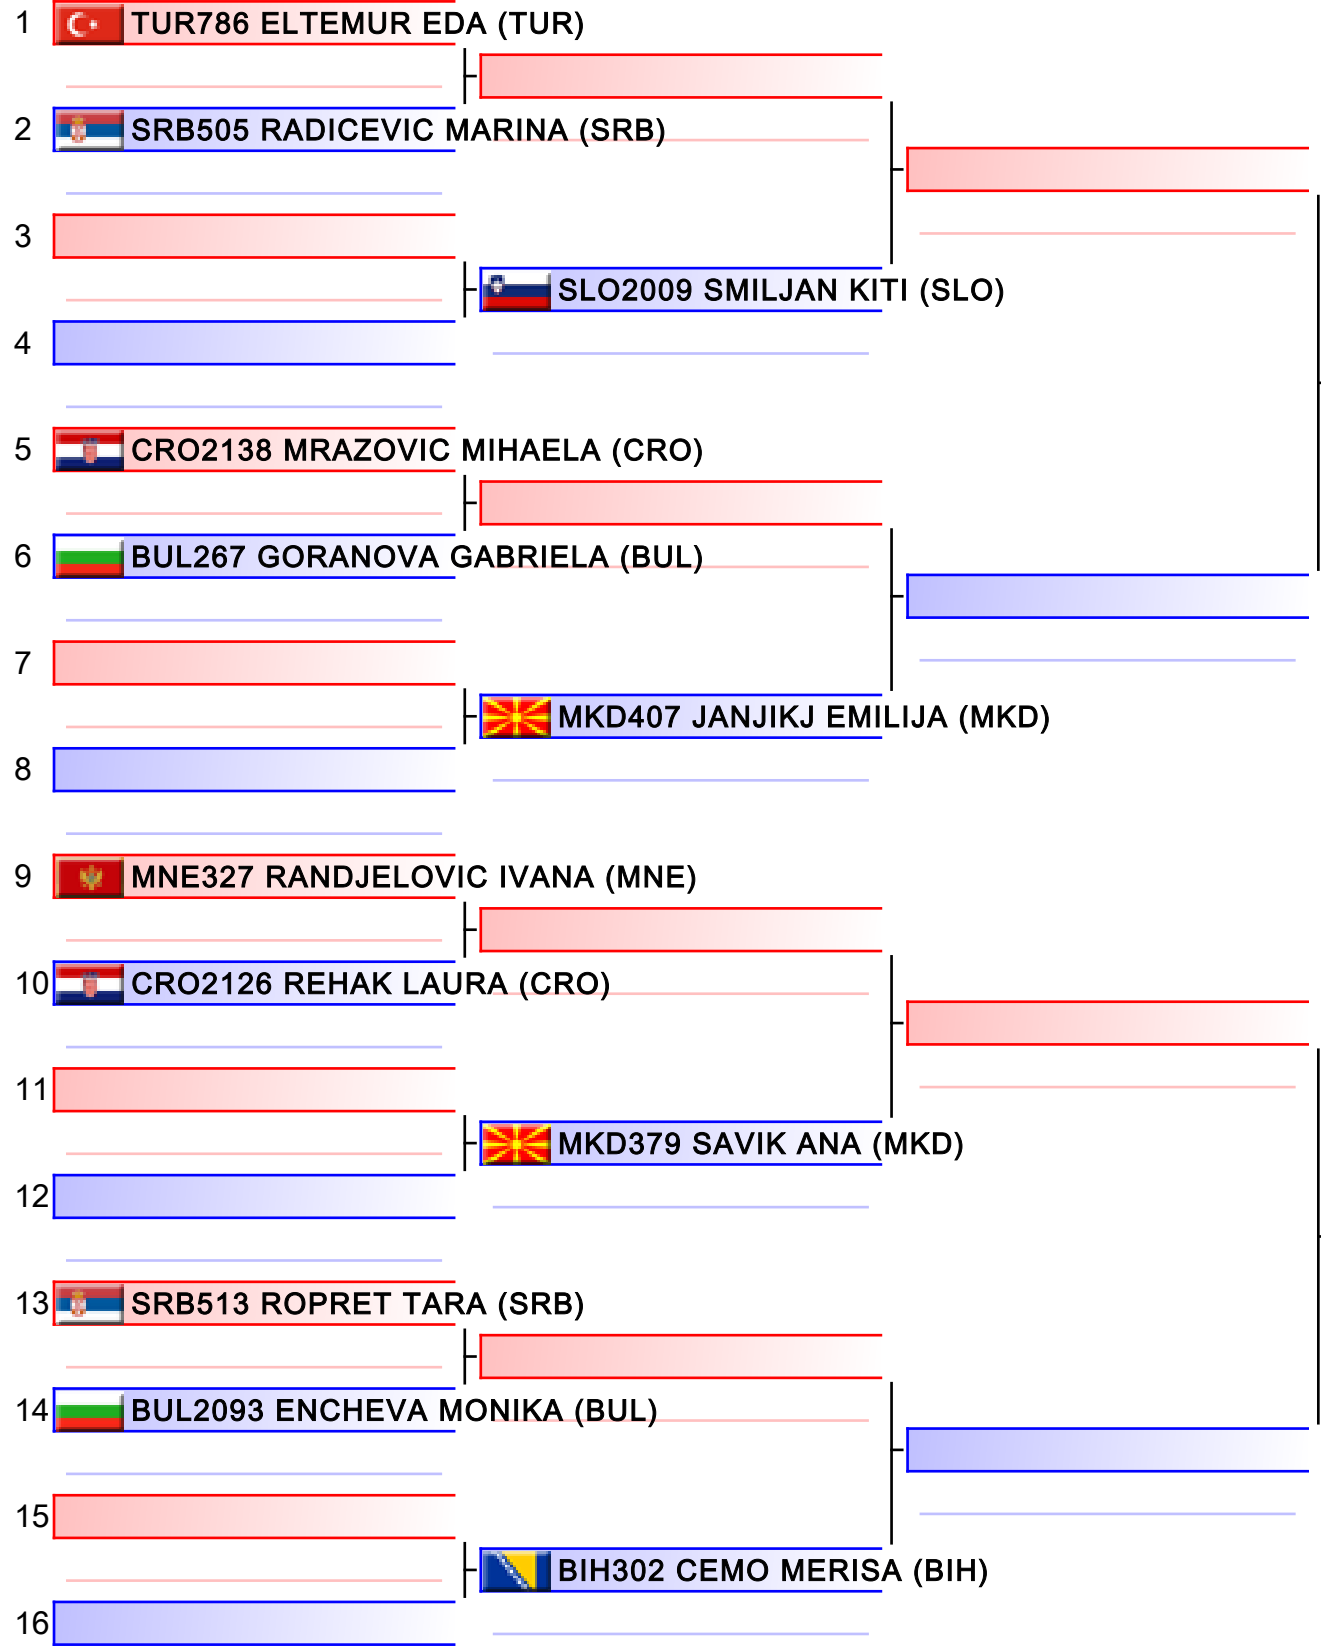 1 TUR786 ELTEMUR EDA (TUR)
2 SRB505 RADICEVIC MARINA (SRB)
3
SLO2009 SMILJAN KITI (SLO)
4
5 CRO2138 MRAZOVIC MIHAELA (CRO)
6 BUL267 GORANOVA GABRIELA (BUL)
7
MKD407 JANJIKJ EMILIJA (MKD)
8
9 MNE327 RANDJELOVIC IVANA (MNE)
10 CRO2126 REHAK LAURA (CRO)
11
MKD379 SAVIK ANA (MKD)
12
13 SRB513 ROPRET TARA (SRB)
14 BUL2093 ENCHEVA MONIKA (BUL)
15
BIH302 CEMO MERISA (BIH)
16